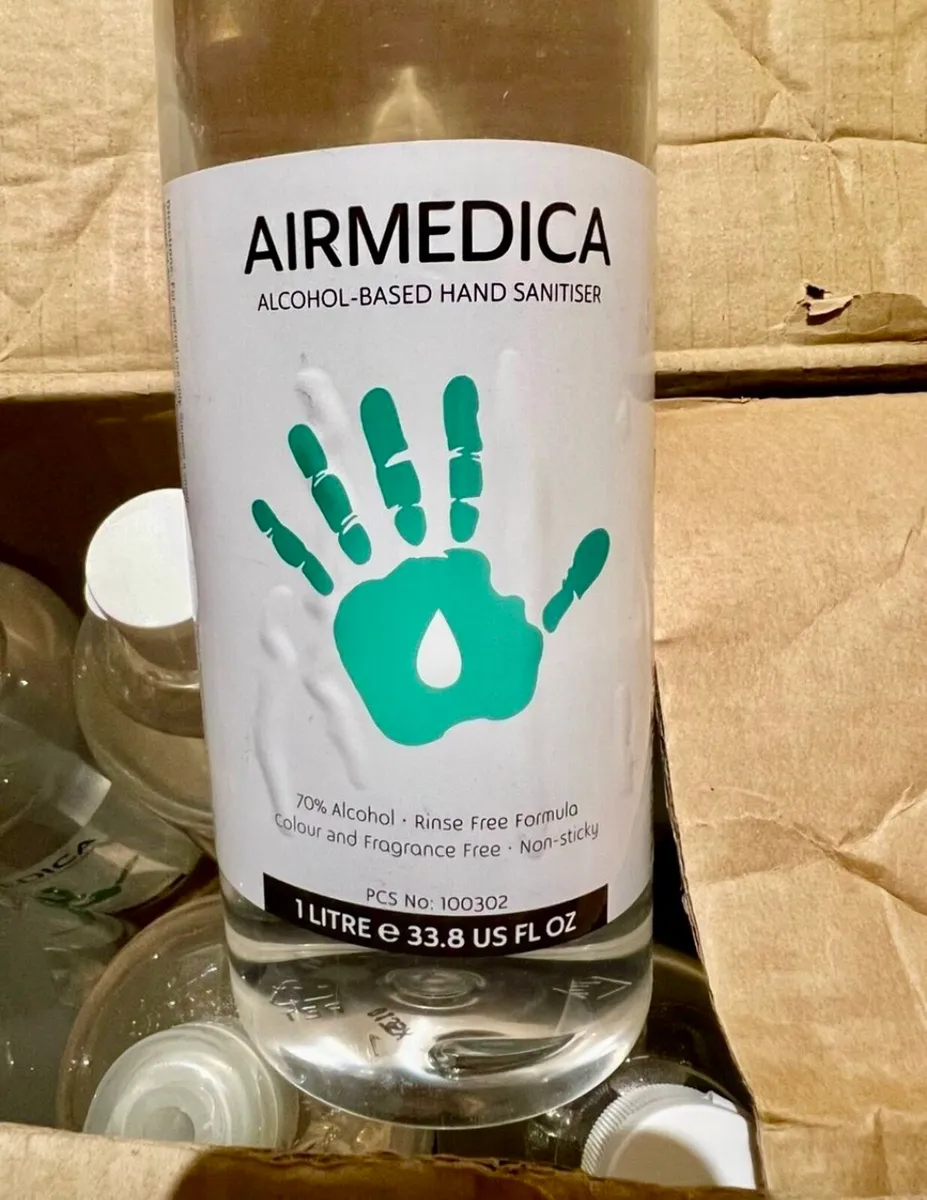 AIRMEDICA
ALCOHOL-BASED HAND SANITISER
70% Alcohol · Rinse Free Formula
Colour and Fragrance Free · Non-sticky
PCS No: 100302
1 LITRE ℮ 33.8 US FL OZ
DICA